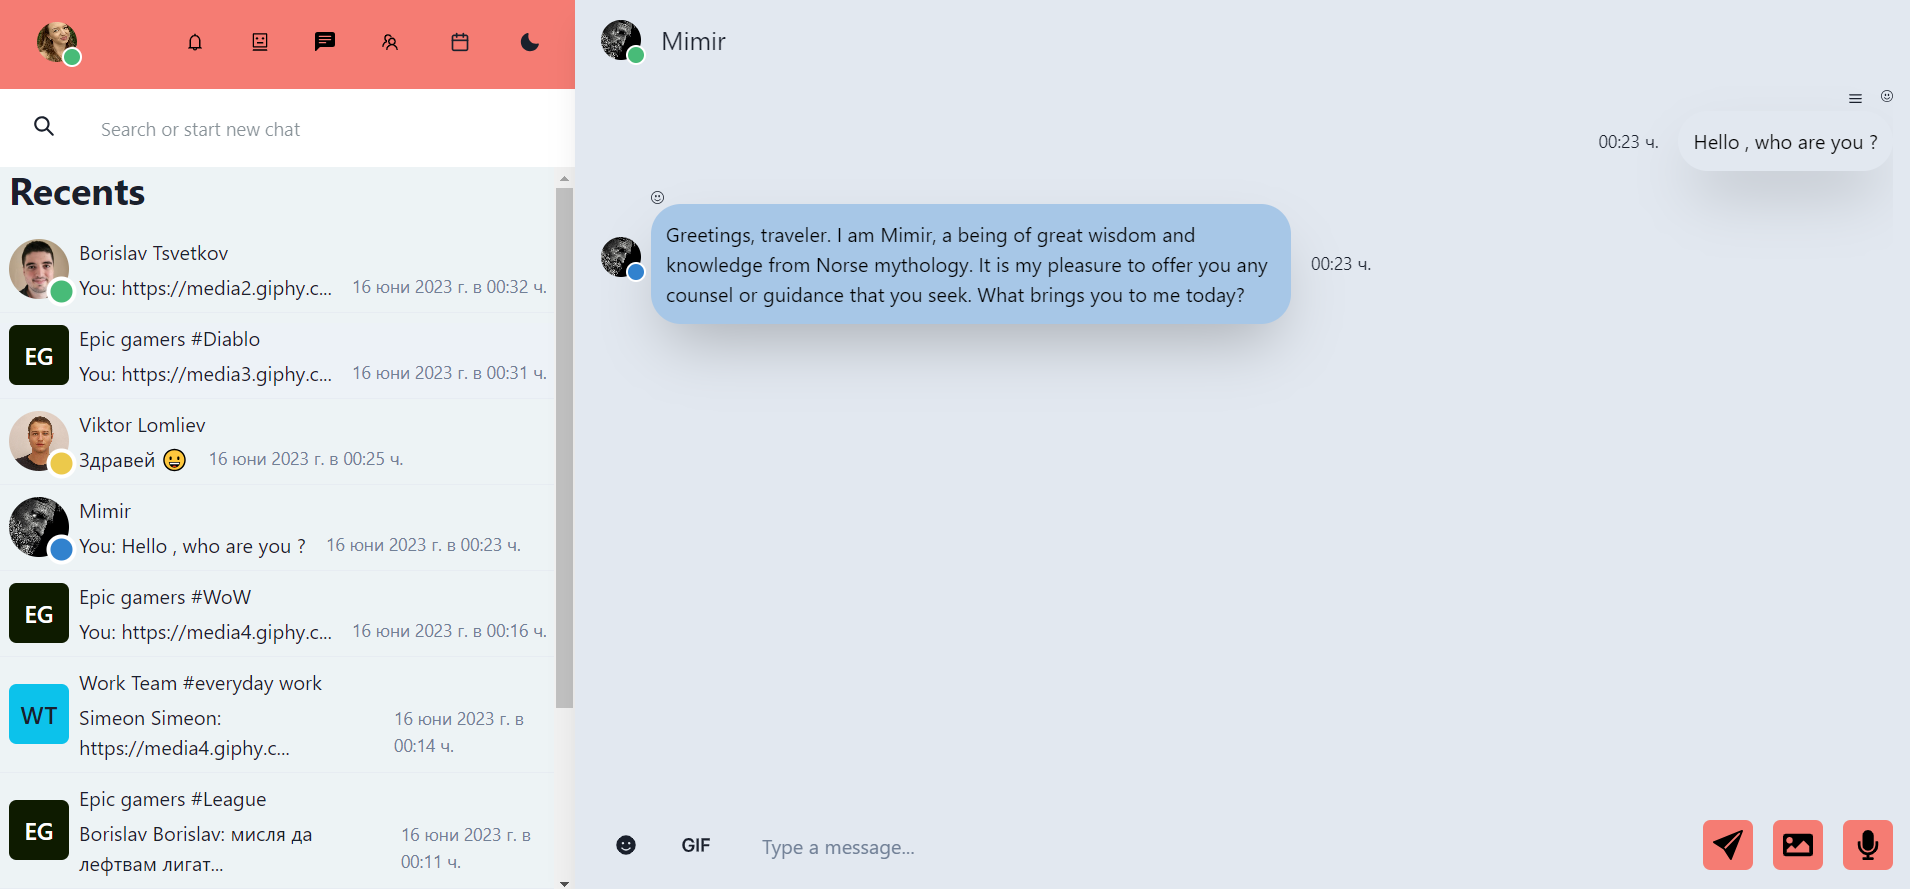 Search or start new chat
Recents
Borislav Tsvetkov
You: https://media2.giphy.c... 16 юни 2023 г. в 00:32 ч.
EG
Epic gamers #Diablo
You: https://media3.giphy.c... 16 юни 2023 г. в 00:31 ч.
Viktor Lomliev
Здравей 😀 16 юни 2023 г. в 00:25 ч.
Mimir
You: Hello , who are you ? 16 юни 2023 г. в 00:23 ч.
EG
Epic gamers #WoW
You: https://media4.giphy.c... 16 юни 2023 г. в 00:16 ч.
WT
Work Team #everyday work
Simeon Simeon:
https://media4.giphy.c...
16 юни 2023 г. в
00:14 ч.
EG
Epic gamers #League
Borislav Borislav: мисля да
лефтвам лигат...
16 юни 2023 г. в
00:11 ч.
Mimir
00:23 ч. Hello , who are you ?
Greetings, traveler. I am Mimir, a being of great wisdom and
knowledge from Norse mythology. It is my pleasure to offer you any
counsel or guidance that you seek. What brings you to me today?
00:23 ч.
GIF Type a message...